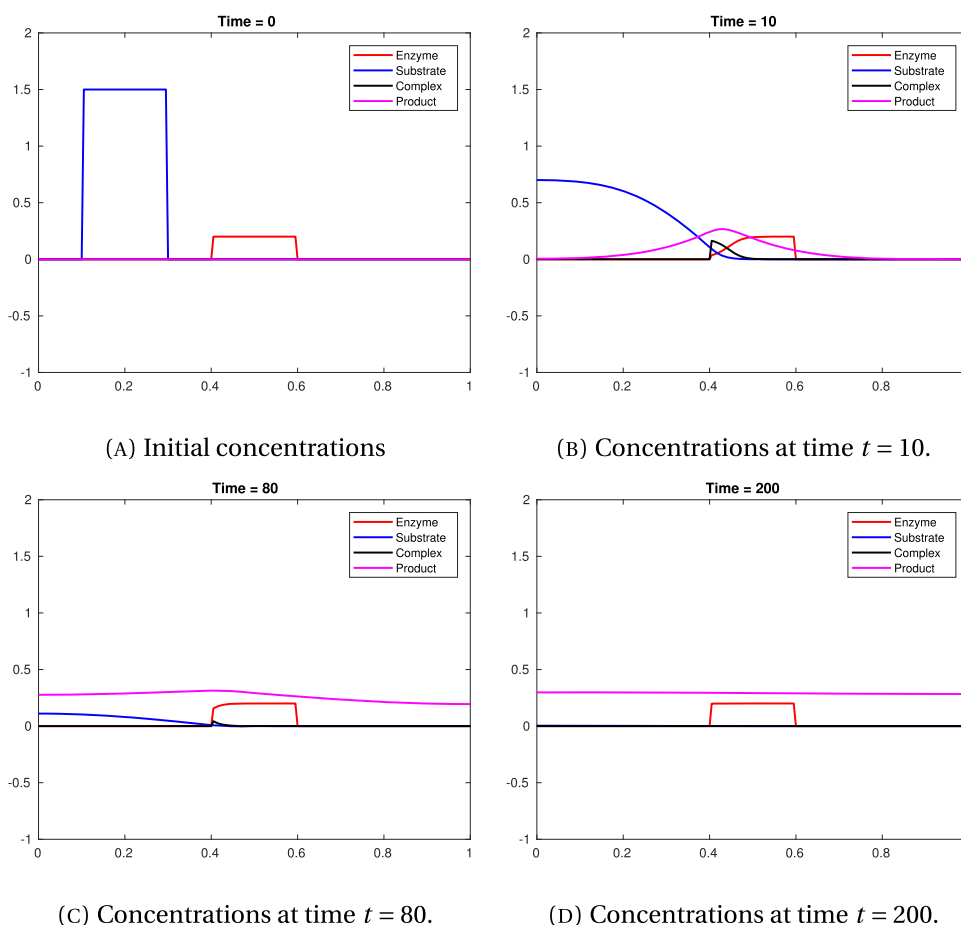 Time = 0
2
1.5
1
0.5
0
-0.5
-1
0 0.2 0.4 0.6 0.8 1
Enzyme
Substrate
Complex
Product
(A) Initial concentrations
Time = 10
2
1.5
1
0.5
0
-0.5
-1
0 0.2 0.4 0.6 0.8
Enzyme
Substrate
Complex
Product
(B) Concentrations at time t = 10.
Time = 80
2
1.5
1
0.5
0
-0.5
-1
0 0.2 0.4 0.6 0.8 1
Enzyme
Substrate
Complex
Product
(C) Concentrations at time t = 80.
Time = 200
2
1.5
1
0.5
0
-0.5
-1
0 0.2 0.4 0.6 0.8
Enzyme
Substrate
Complex
Product
(D) Concentrations at time t = 200.